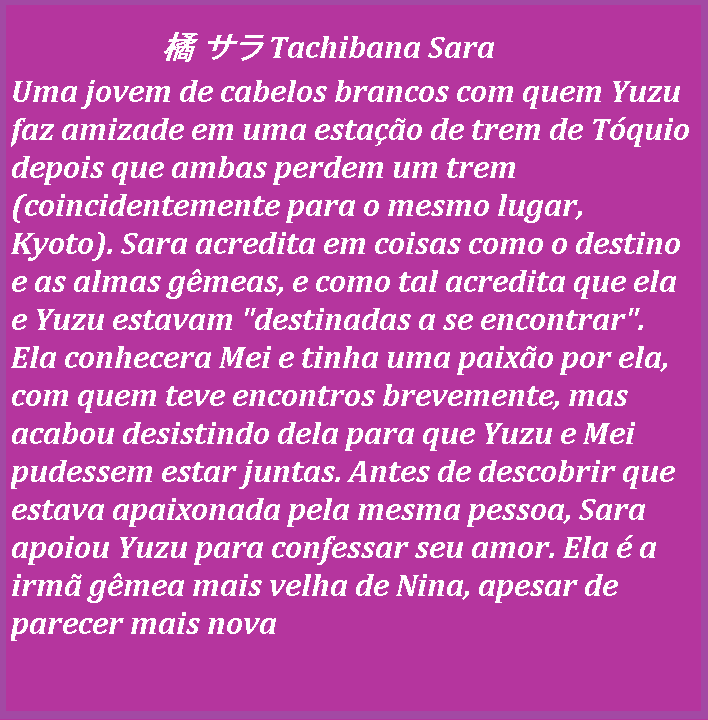 橘 サラ Tachibana Sara
Uma jovem de cabelos brancos com quem Yuzu
faz amizade em uma estação de trem de Tóquio
depois que ambas perdem um trem
(coincidentemente para o mesmo lugar,
Kyoto). Sara acredita em coisas como o destino
e as almas gêmeas, e como tal acredita que ela
e Yuzu estavam "destinadas a se encontrar".
Ela conhecera Mei e tinha uma paixão por ela,
com quem teve encontros brevemente, mas
acabou desistindo dela para que Yuzu e Mei
pudessem estar juntas. Antes de descobrir que
estava apaixonada pela mesma pessoa, Sara
apoiou Yuzu para confessar seu amor. Ela é a
irmã gêmea mais velha de Nina, apesar de
parecer mais nova